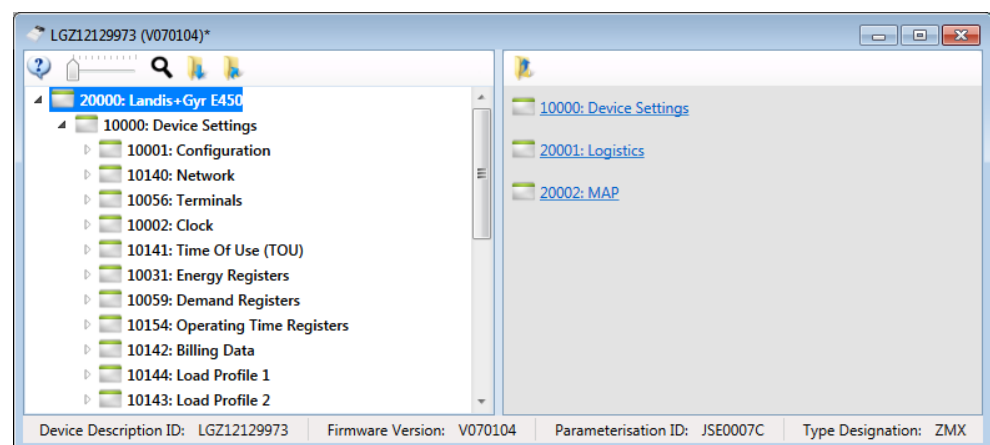 LGZ12129973 (V070104)*
20000: Landis+Gyr E450
10000: Device Settings
10001: Configuration
10140: Network
10056: Terminals
10002: Clock
10141: Time Of Use (TOU)
10031: Energy Registers
10059: Demand Registers
10154: Operating Time Registers
10142: Billing Data
10144: Load Profile 1
10143: Load Profile 2
10000: Device Settings
20001: Logistics
20002: MAP
Device Description ID: LGZ12129973 Firmware Version: V070104 Parameterisation ID: JSE0007C Type Designation: ZMX